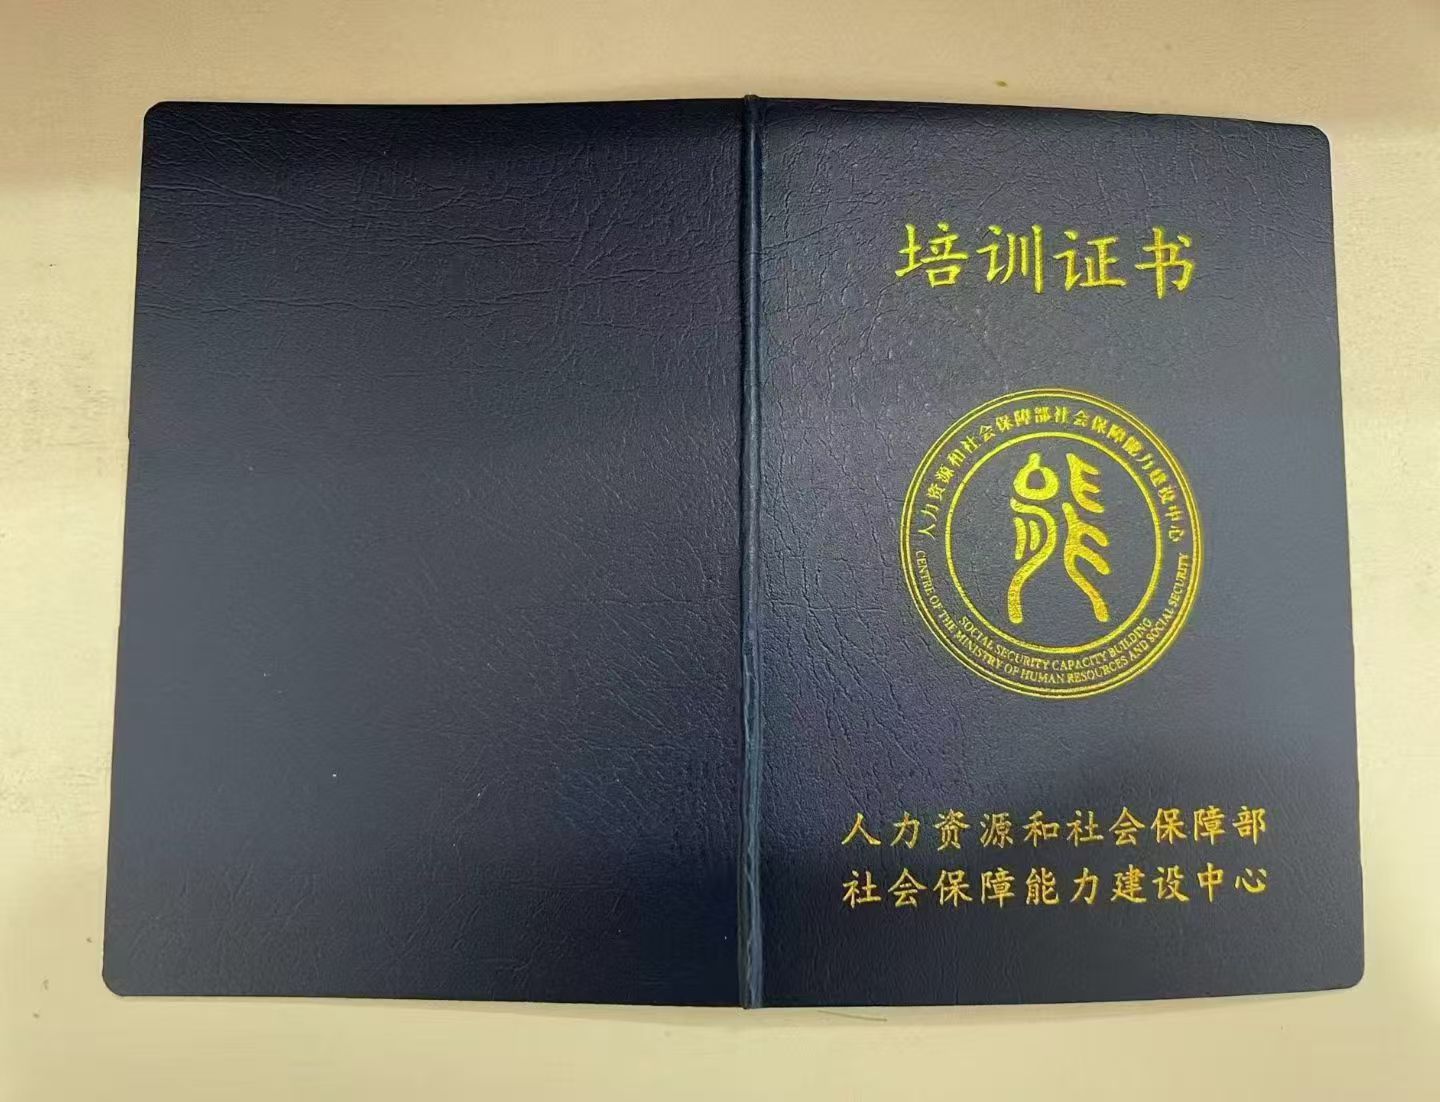 培训证书
人力资源和社会保障部社会保障能力建设中心
SOCIAL SECURITY CAPACITY BUILDING
CENTRE OF THE MINISTRY OF HUMAN RESOURCES AND SOCIAL SECURITY
人力资源和社会保障部
社会保障能力建设中心